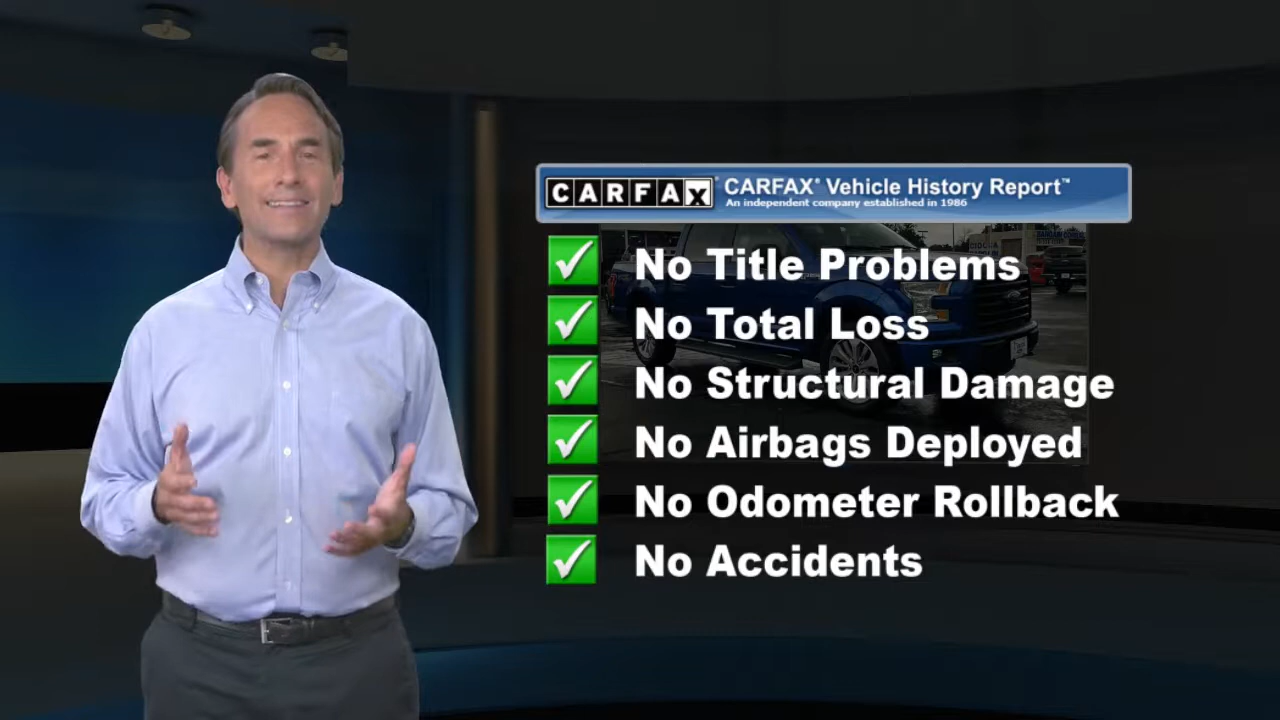 CARFAX® CARFAX® Vehicle History Report™
An independent company established in 1986
No Title Problems
No Total Loss
No Structural Damage
No Airbags Deployed
No Odometer Rollback
No Accidents